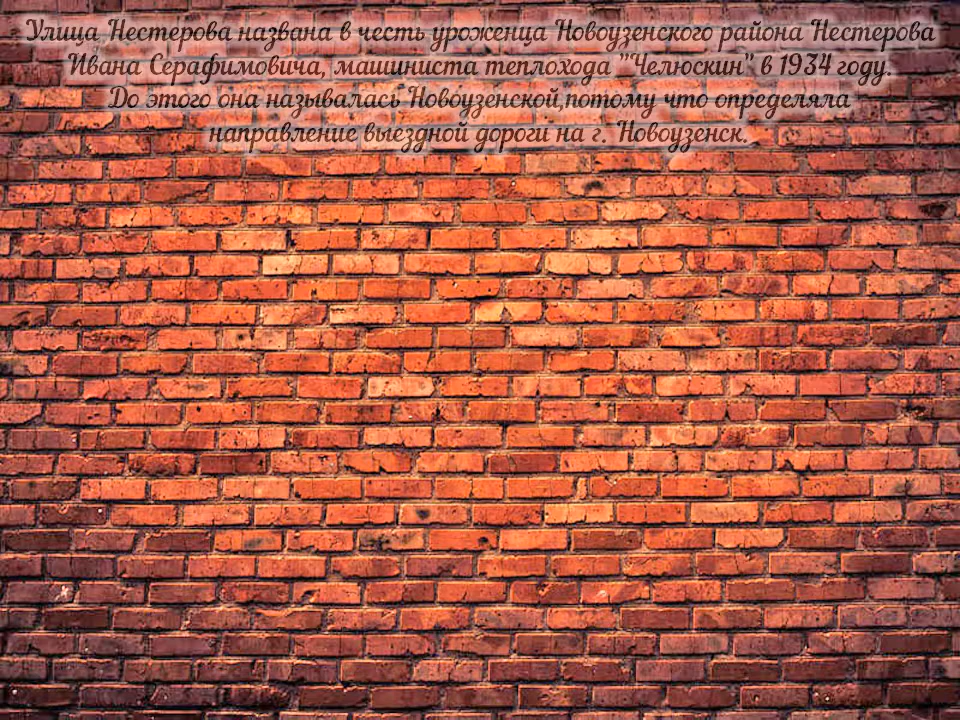 Улица Нестерова названа в честь уроженца Новоузенского района Нестерова
Ивана Серафимовича, машиниста теплохода "Челюскин" в 1934 году.
До этого она называлась Новоузенской,потому что определяла
направление выездной дороги на г. Новоузенск.